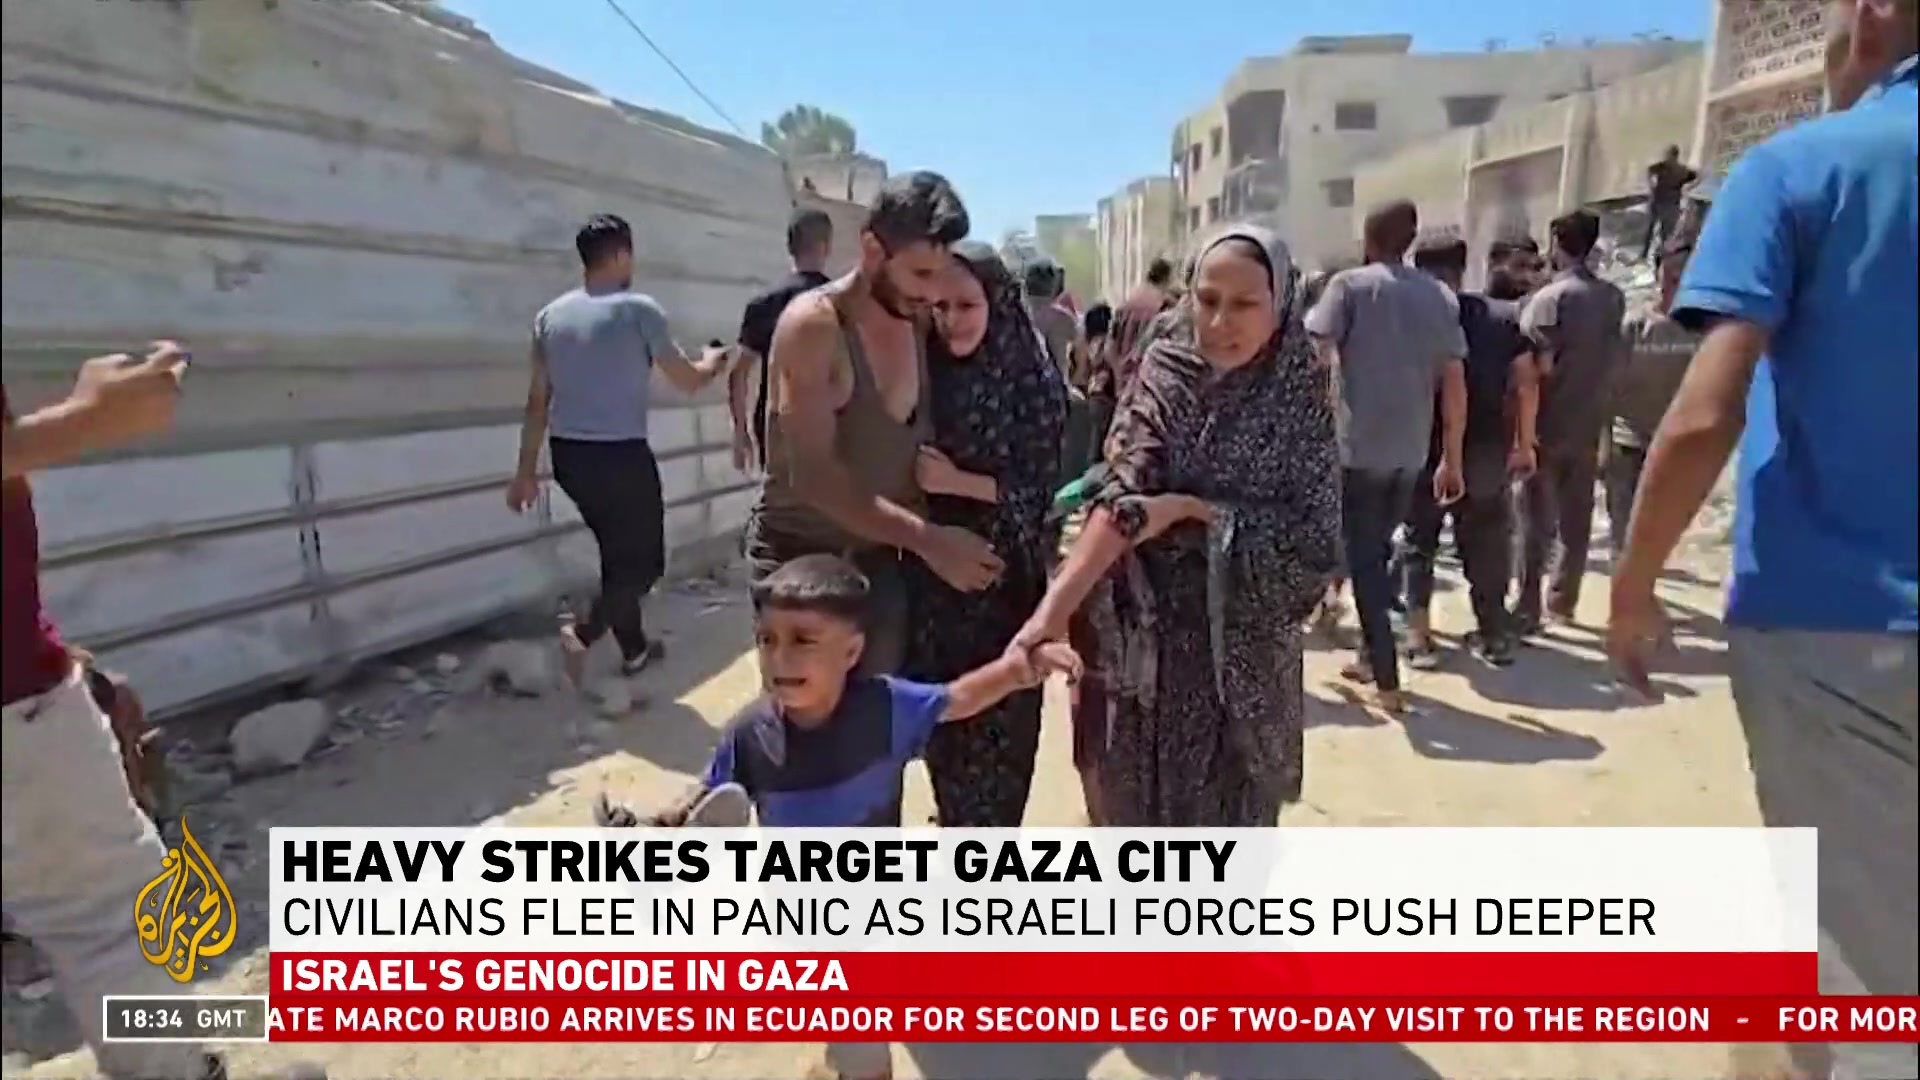 HEAVY STRIKES TARGET GAZA CITY
CIVILIANS FLEE IN PANIC AS ISRAELI FORCES PUSH DEEPER
ISRAEL'S GENOCIDE IN GAZA
18:34 GMT
ATE MARCO RUBIO ARRIVES IN ECUADOR FOR SECOND LEG OF TWO-DAY VISIT TO THE REGION - FOR MOR
الجزيرة